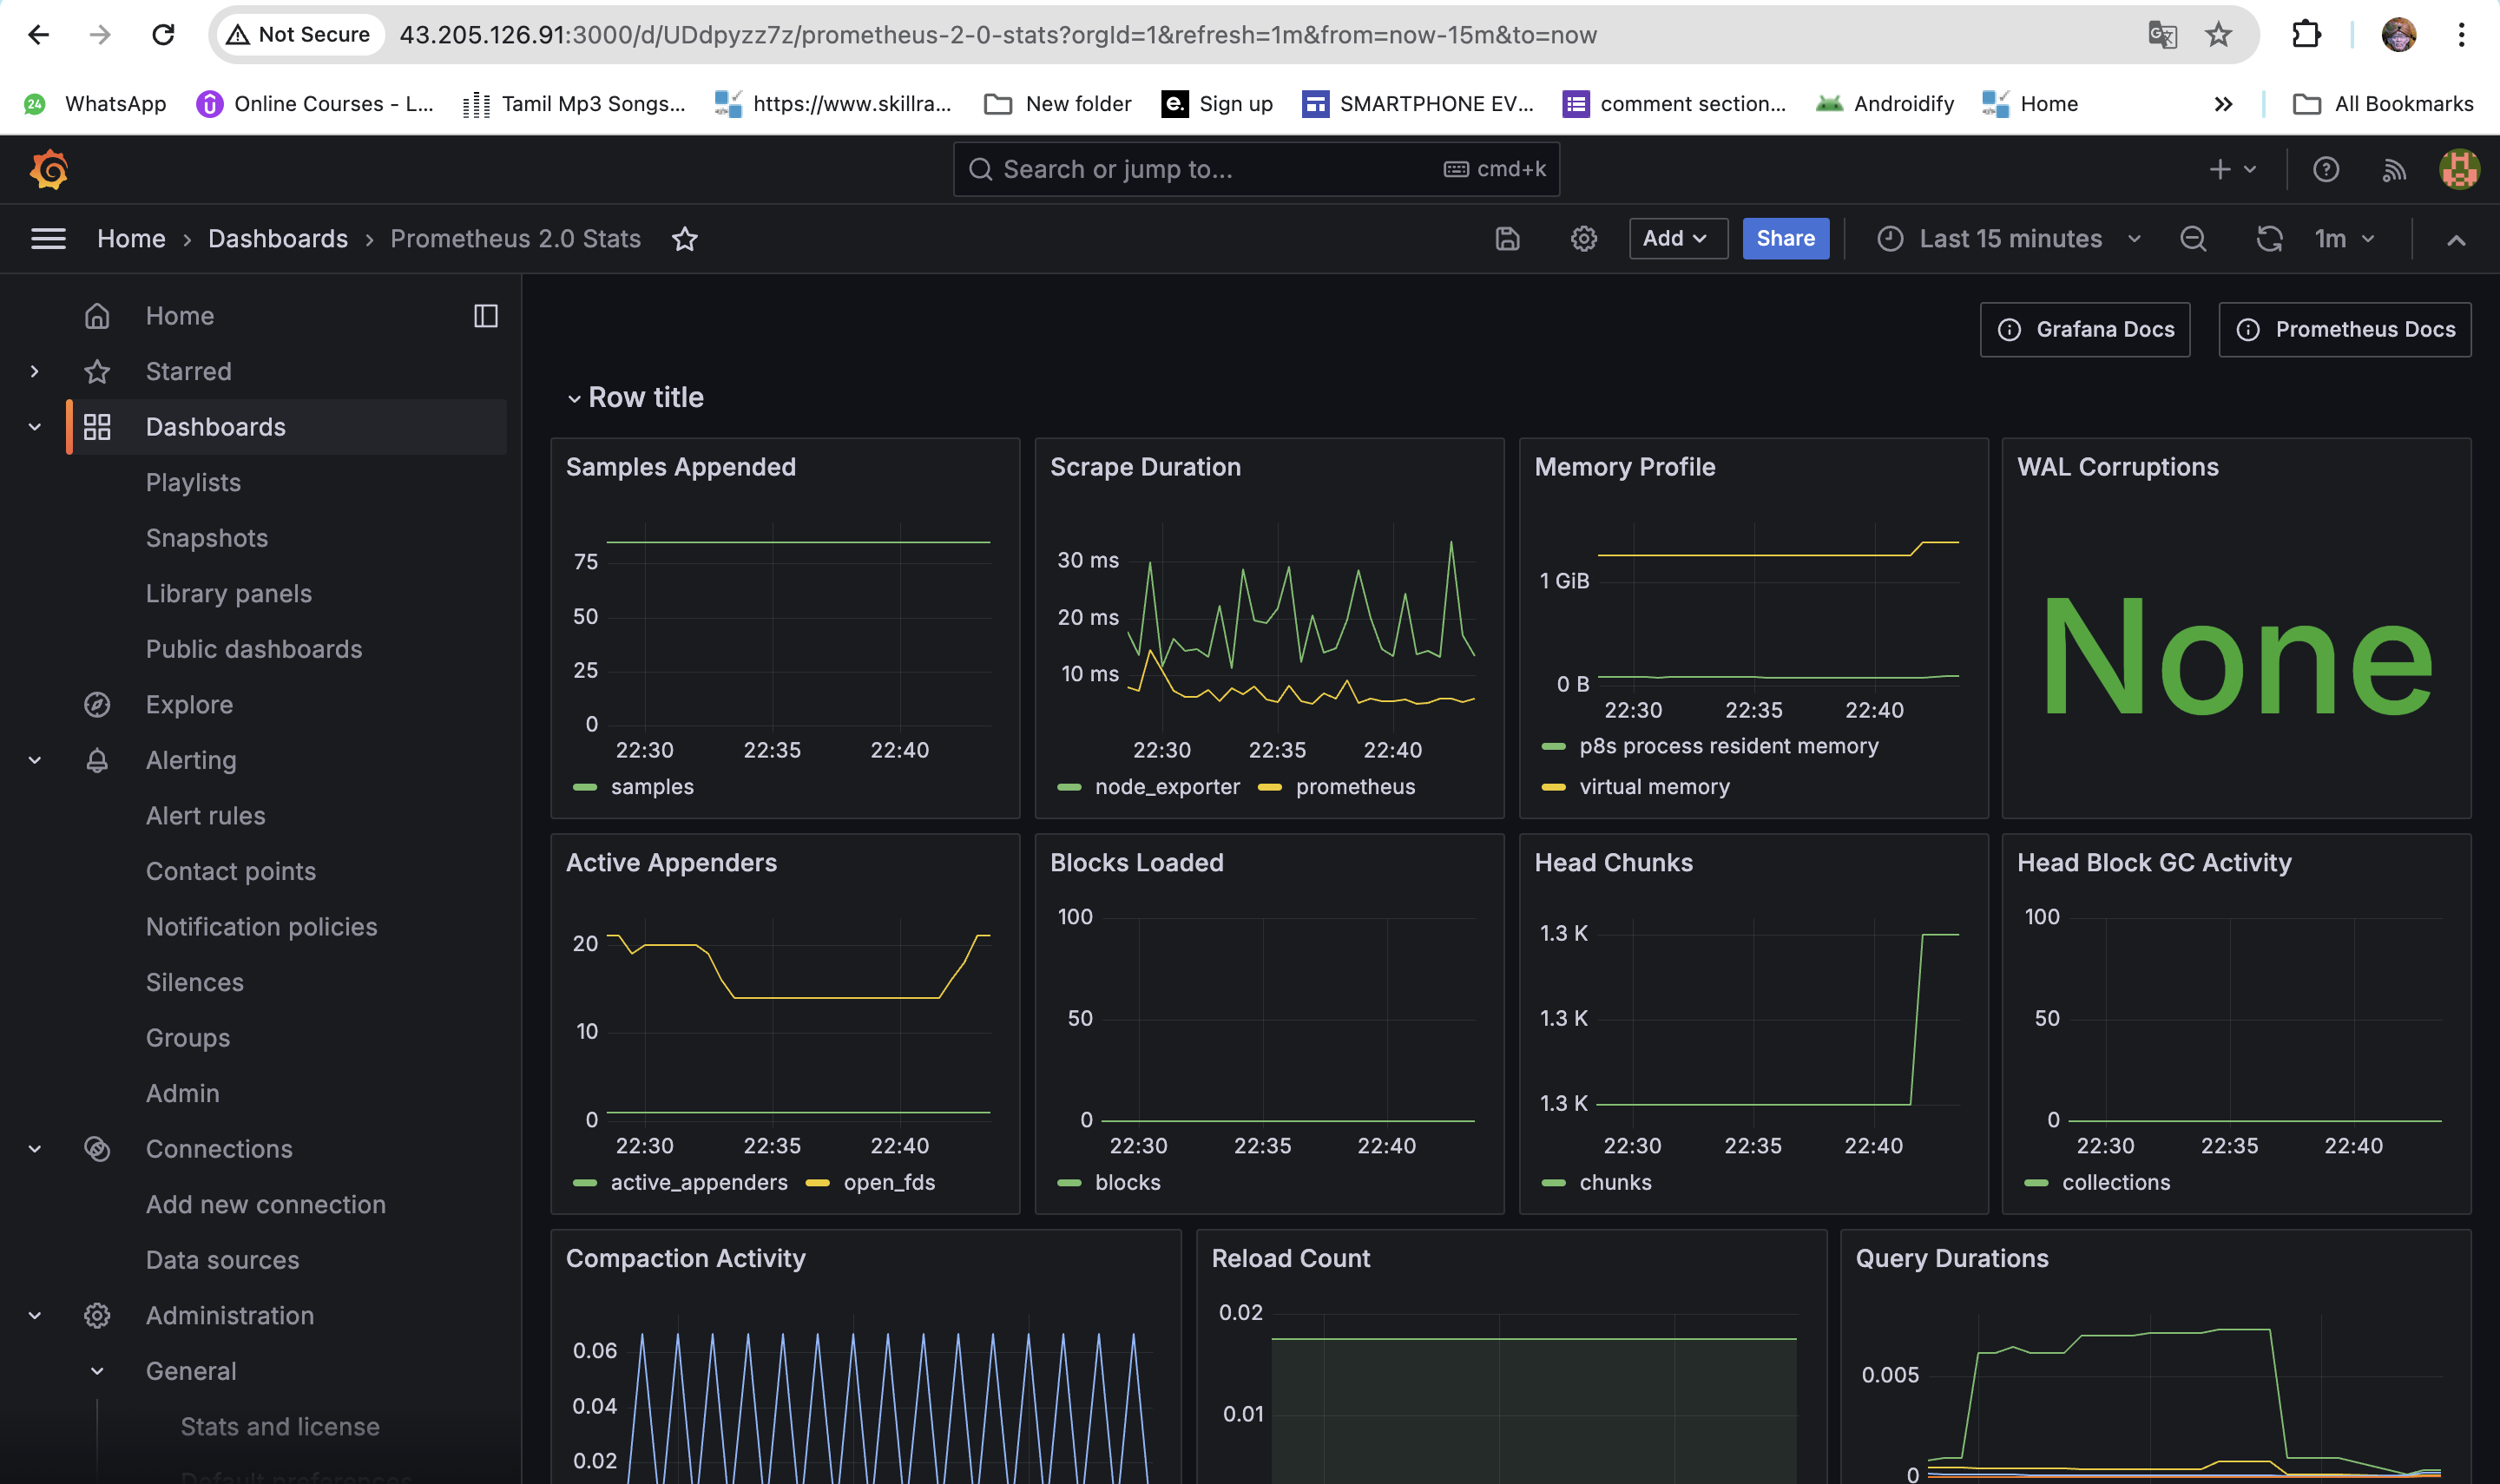 Not Secure
43.205.126.91:3000/d/UDdpyzz7z/prometheus-2-0-stats?orgId=1&refresh=1m&from=now-15m&to=now
24 WhatsApp Online Courses - L... Tamil Mp3 Songs... https://www.skillra... New folder e. Sign up SMARTPHONE EV... comment section... Androidify Home » All Bookmarks
Search or jump to... cmd+k
Home › Dashboards › Prometheus 2.0 Stats Add Share Last 15 minutes 1m
Home
Starred
Dashboards
Playlists
Snapshots
Library panels
Public dashboards
Explore
Alerting
Alert rules
Contact points
Notification policies
Silences
Groups
Admin
Connections
Add new connection
Data sources
Administration
General
Stats and license
Default preferences
Grafana Docs Prometheus Docs
Row title
Samples Appended
75
50
25
0
22:30 22:35 22:40
samples
Scrape Duration
30 ms
20 ms
10 ms
22:30 22:35 22:40
node_exporter prometheus
Memory Profile
1 GiB
0 B
22:30 22:35 22:40
p8s process resident memory
virtual memory
WAL Corruptions
None
Active Appenders
20
10
0
22:30 22:35 22:40
active_appenders open_fds
Blocks Loaded
100
50
0
22:30 22:35 22:40
blocks
Head Chunks
1.3 K
1.3 K
1.3 K
22:30 22:35 22:40
chunks
Head Block GC Activity
100
50
0
22:30 22:35 22:40
collections
Compaction Activity
0.06
0.04
0.02
Reload Count
0.02
0.01
Query Durations
0.005
0